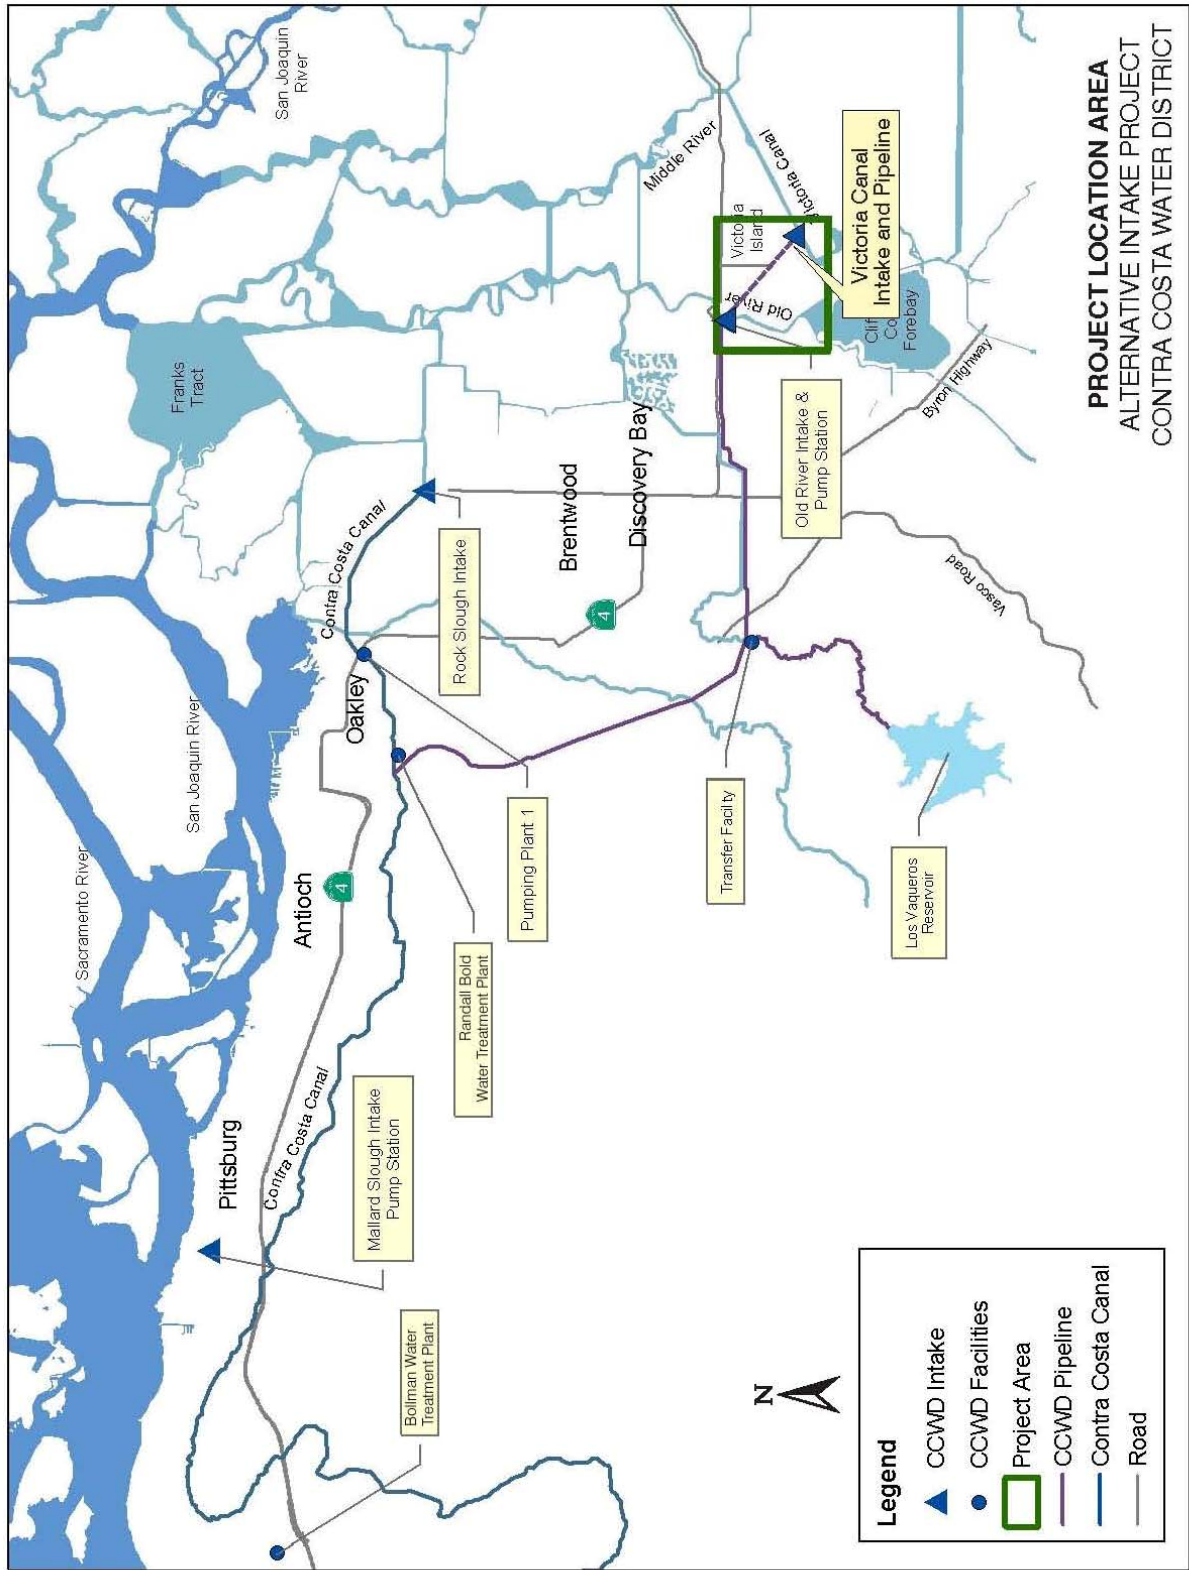 San Joaquin
River
Franks
Tract
Sacramento River
San Joaquin River
Middle River
Victoria
Island
Victoria Canal
Old River
Victoria Canal
Intake and Pipeline
Forebay
Byron Highway
Vasco Road
Contra Costa Canal
Rock Slough Intake
Brentwood
Discovery Bay
4
Old River Intake &
Pump Station
Oakley
Pumping Plant 1
Transfer Facilty
Los Vaqueros
Reservoir
Antioch
4
Randall Bold
Water Treatment Plant
Pittsburg
Contra Costa Canal
Mallard Slough Intake
Pump Station
Bollman Water
Treatment Plant
N
Legend
CCWD Intake
CCWD Facilities
Project Area
CCWD Pipeline
Contra Costa Canal
Road
PROJECT LOCATION AREA
ALTERNATIVE INTAKE PROJECT
CONTRA COSTA WATER DISTRICT